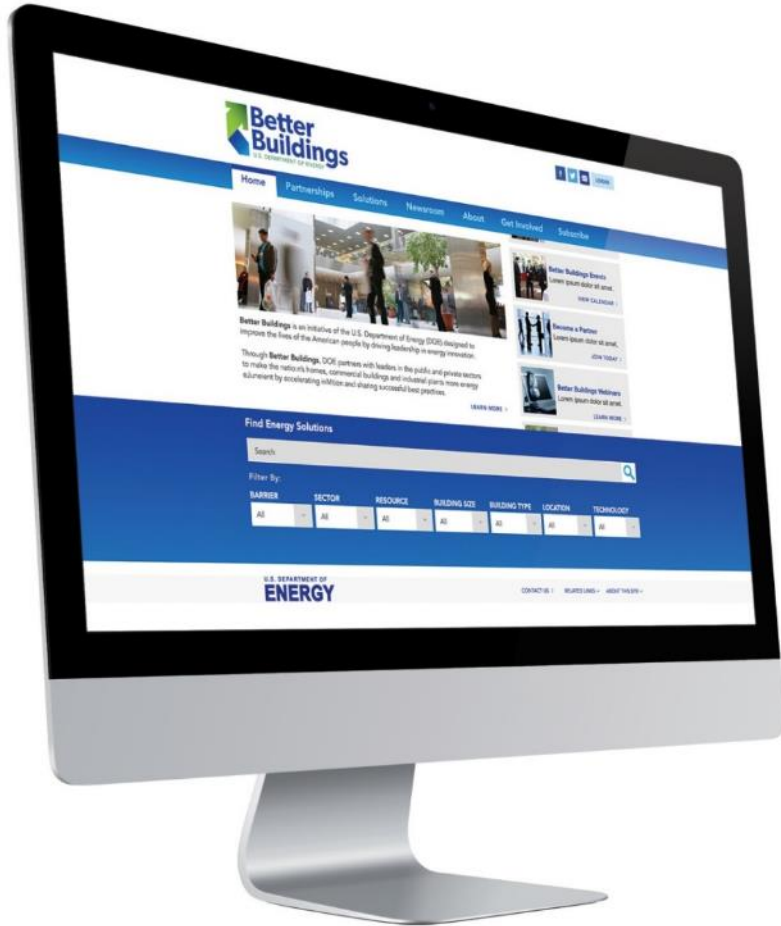 Better
Buildings
U.S. DEPARTMENT OF ENERGY
LOGIN
Home Partnerships Solutions Newsroom About Get Involved Subscribe
Better Buildings Events
Lorem ipsum dolor sit amet.
VIEW CALENDAR
Become a Partner
Lorem ipsum dolor sit amet.
JOIN TODAY
Better Buildings Webinars
Lorem ipsum dolor sit amet.
LEARN MORE
Better Buildings is an initiative of the U.S. Department of Energy (DOE) designed to
improve the lives of the American people by driving leadership in energy innovation.
Through Better Buildings, DOE partners with leaders in the public and private sectors
to make the nation's homes, commercial buildings and industrial plants more energy
by accelerating and sharing successful best practices.
LEARN MORE
Find Energy Solutions
Search
Filter By:
BARRIER SECTOR RESOURCE BUILDING SIZE BUILDING TYPE LOCATION TECHNOLOGY
All All All All All All All
U.S. DEPARTMENT OF
ENERGY
CONTACT US RELATED LINKS ABOUT THIS SITE